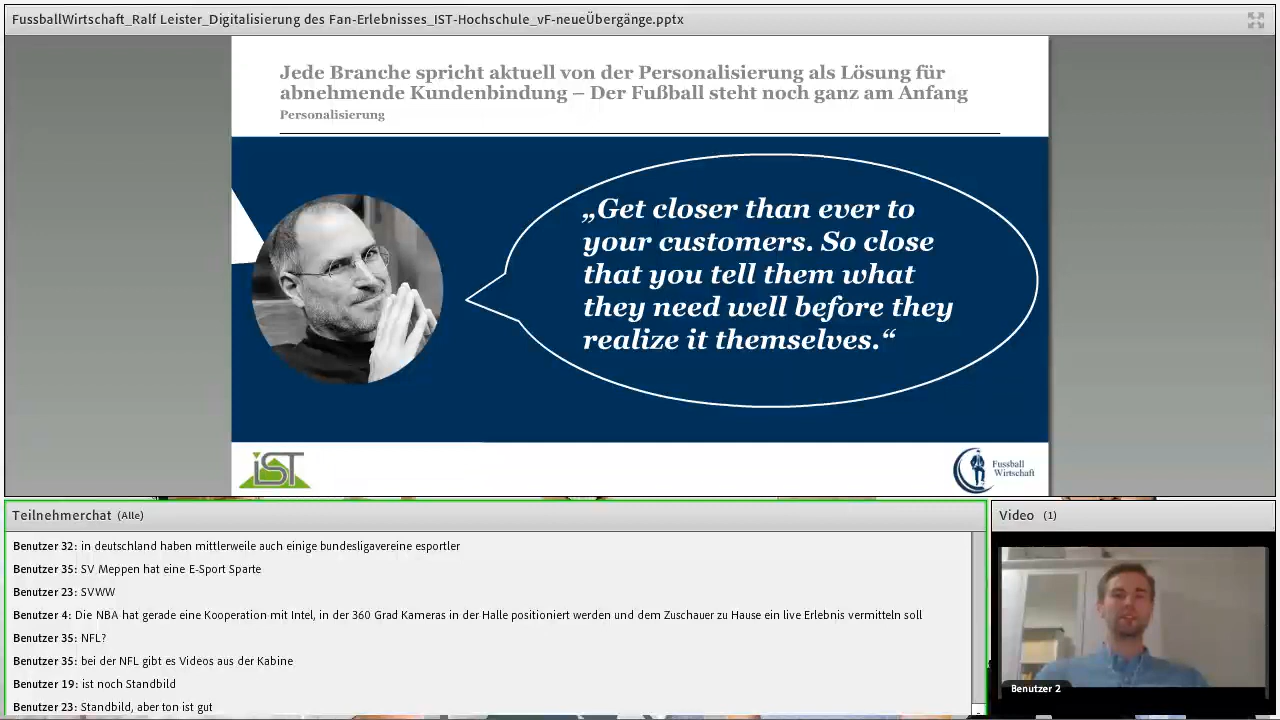 FussballWirtschaft_Ralf Leister_Digitalisierung des Fan-Erlebnisses_IST-Hochschule_vF-neueÜbergänge.pptx
Jede Branche spricht aktuell von der Personalisierung als Lösung für
abnehmende Kundenbindung – Der Fußball steht noch ganz am Anfang
Personalisierung
„Get closer than ever to
your customers. So close
that you tell them what
they need well before they
realize it themselves.“
iST
Fussball
Wirtschaft
Teilnehmerchat (Alle)
Benutzer 32: in deutschland haben mittlerweile auch einige bundesligavereine esportler
Benutzer 35: SV Meppen hat eine E-Sport Sparte
Benutzer 23: SVWW
Benutzer 4: Die NBA hat gerade eine Kooperation mit Intel, in der 360 Grad Kameras in der Halle positioniert werden und dem Zuschauer zu Hause ein live Erlebnis vermitteln soll
Benutzer 35: NFL?
Benutzer 35: bei der NFL gibt es Videos aus der Kabine
Benutzer 19: ist noch Standbild
Benutzer 23: Standbild, aber ton ist gut
Video (1)
Benutzer 2